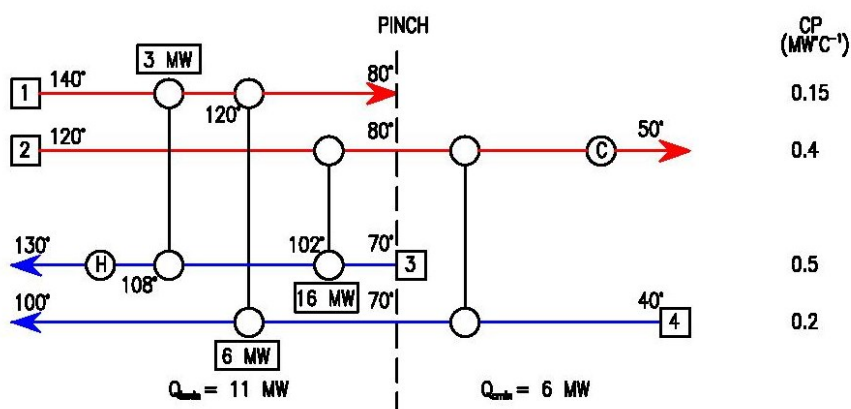 PINCH
CP
(MW°C⁻¹)
3 MW
1 140° 80° 0.15
120°
2 120° 80° 50° 0.4
C
130° 102° 70° 0.5
H 3
108°
100° 16 MW 70° 40° 0.2
4
6 MW
= 11 MW = 6 MW